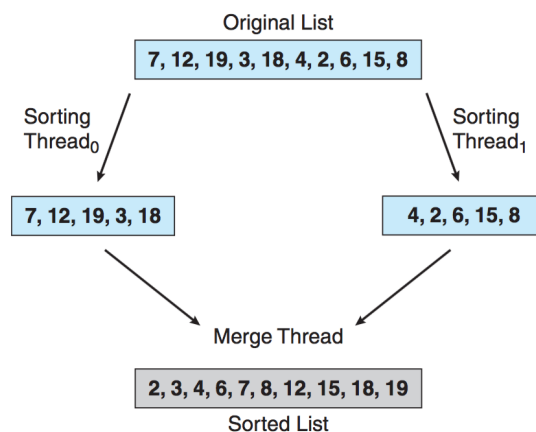 Original List
7, 12, 19, 3, 18, 4, 2, 6, 15, 8
Sorting
Thread0
Sorting
Thread1
7, 12, 19, 3, 18
4, 2, 6, 15, 8
Merge Thread
2, 3, 4, 6, 7, 8, 12, 15, 18, 19
Sorted List